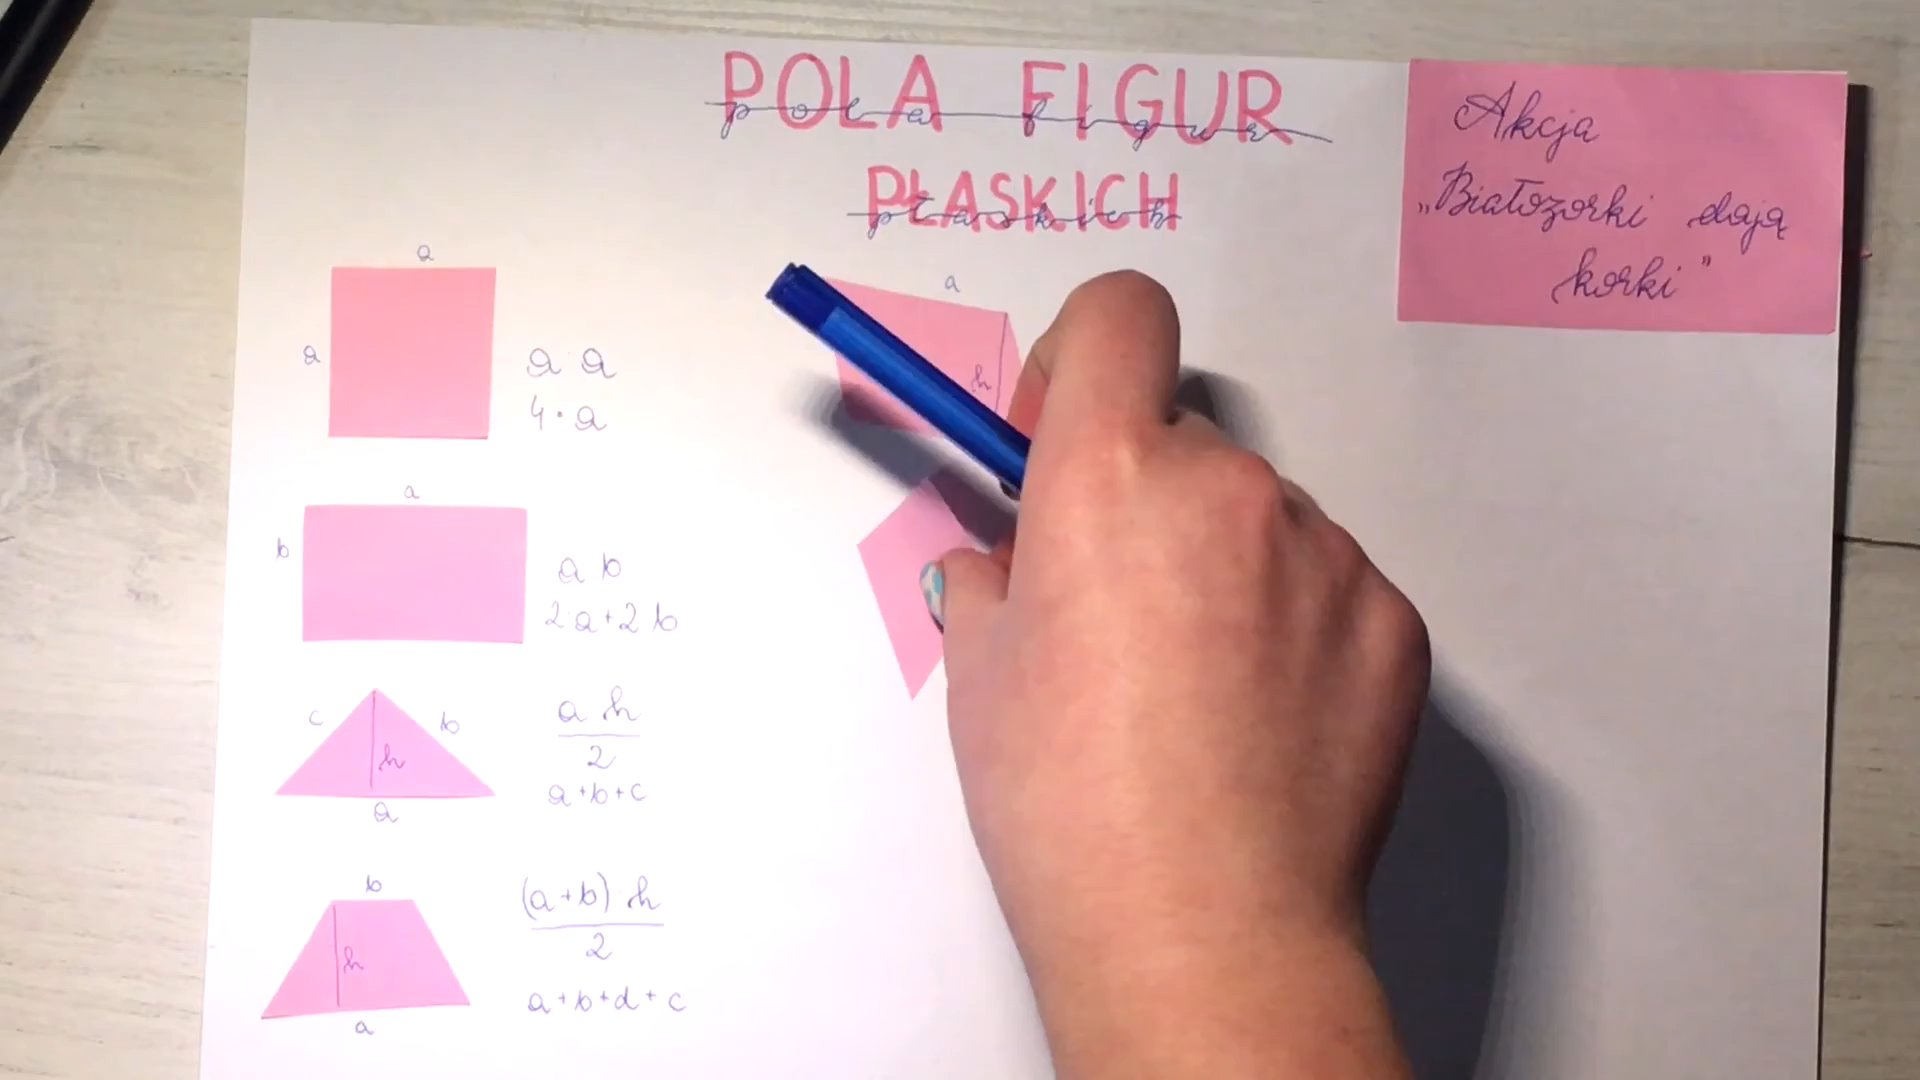 POLA FIGUR
pola figur
PŁASKICH
płaskich
Akcja
„Białozorki dają
korki”
a
a
a a
4 · a
a
b
a b
2 a + 2 b
c
b
h
a
a h
2
a + b + c
b
h
a
(a + b) h
2
a + b + d + c
a
h